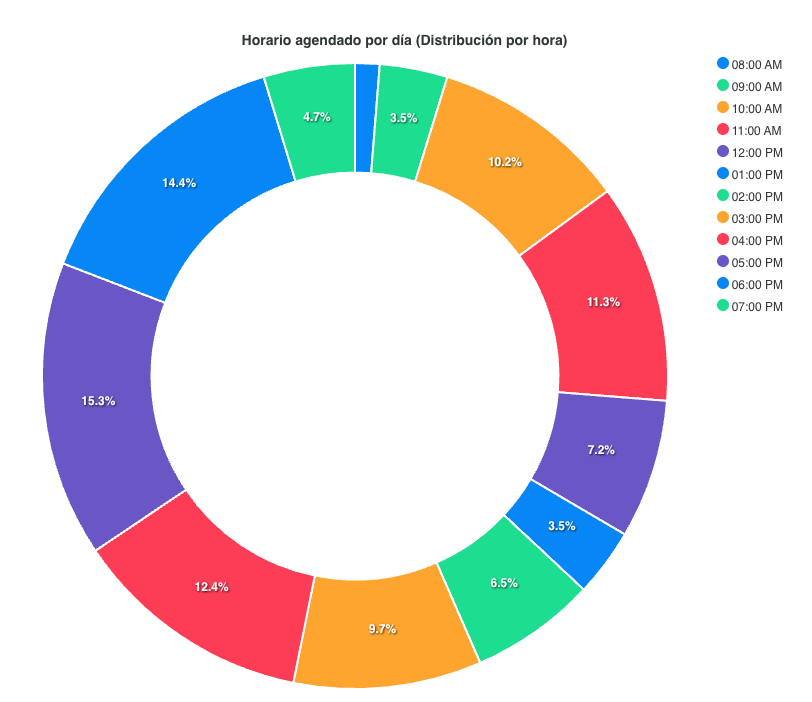 Horario agendado por día (Distribución por hora)
08:00 AM
09:00 AM
10:00 AM
11:00 AM
12:00 PM
01:00 PM
02:00 PM
03:00 PM
04:00 PM
05:00 PM
06:00 PM
07:00 PM
3.5%
10.2%
11.3%
7.2%
3.5%
6.5%
9.7%
12.4%
15.3%
14.4%
4.7%